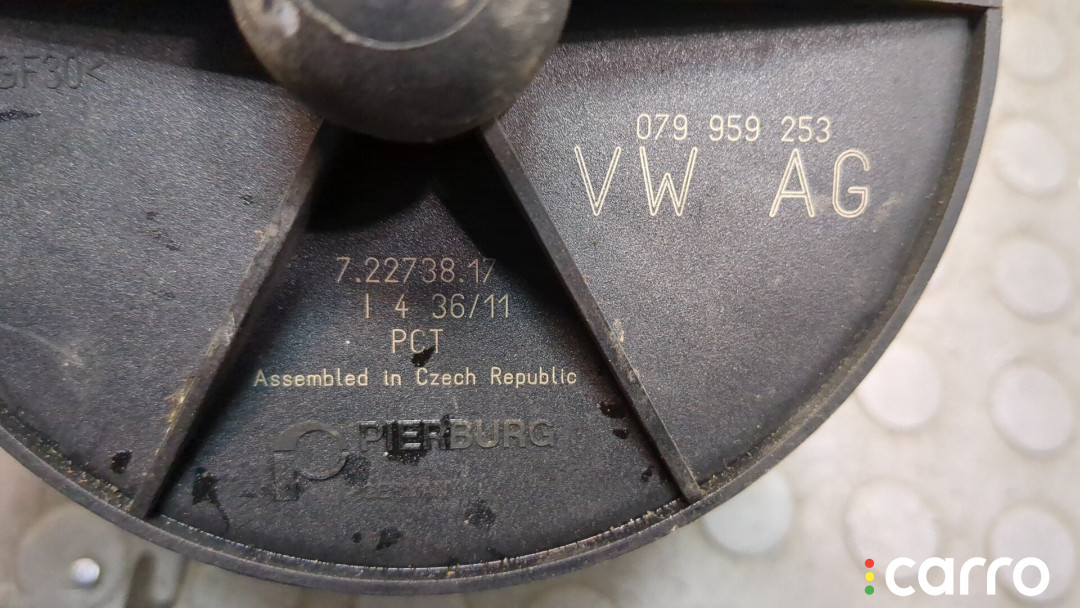 GF30<
079 959 253
VW AG
7.22738.17
I 4 36/11
PCT
Assembled in Czech Republic
PIERBURG
carro